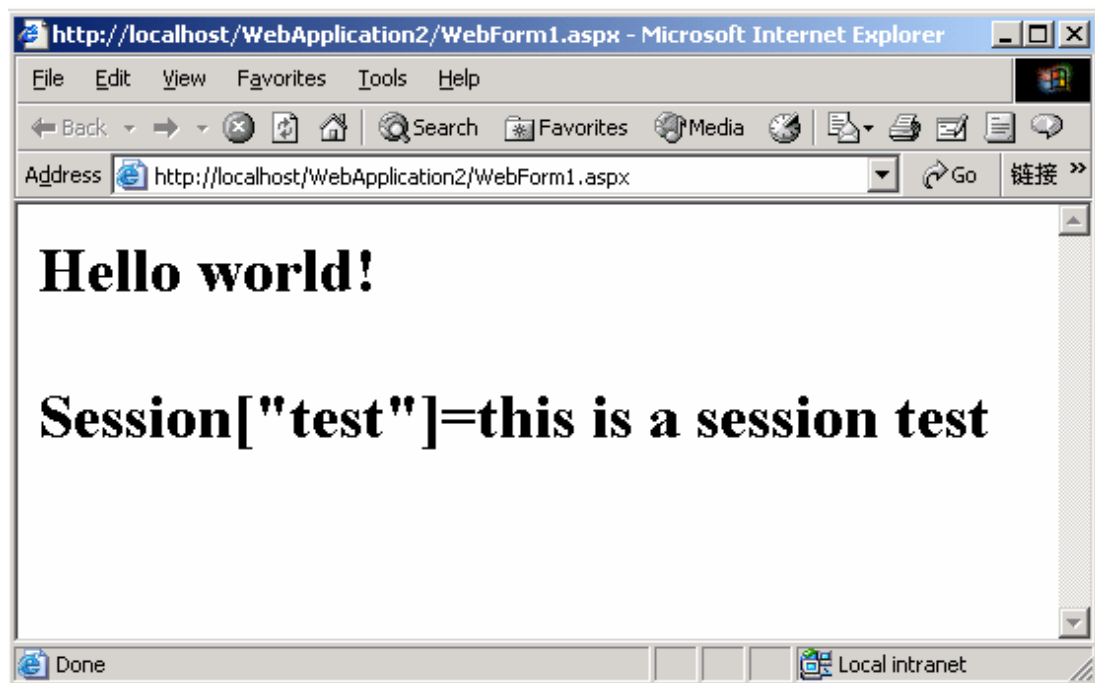 http://localhost/WebApplication2/WebForm1.aspx - Microsoft Internet Explorer
File Edit View Favorites Tools Help
Back Search Favorites Media
Address http://localhost/WebApplication2/WebForm1.aspx Go 链接 »
Hello world!
Session["test"]=this is a session test
Done Local intranet